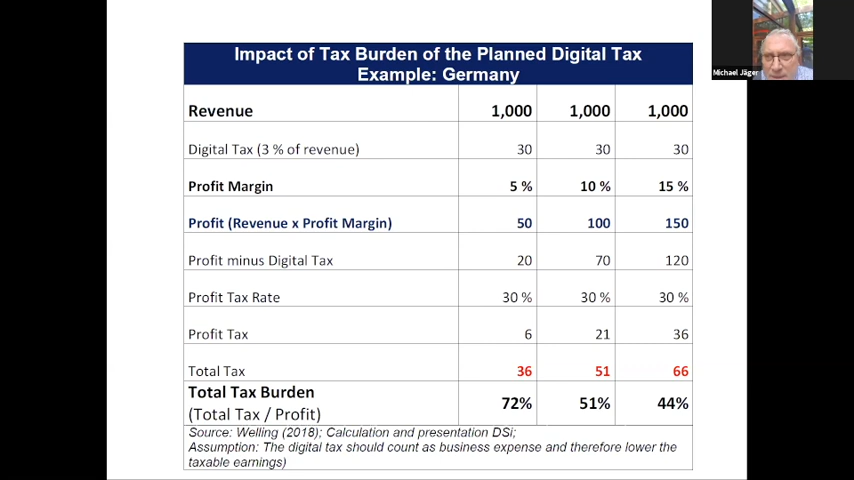 Impact of Tax Burden of the Planned Digital Tax
Example: Germany
Revenue 1,000 1,000 1,000
Digital Tax (3 % of revenue) 30 30 30
Profit Margin 5 % 10 % 15 %
Profit (Revenue x Profit Margin) 50 100 150
Profit minus Digital Tax 20 70 120
Profit Tax Rate 30 % 30 % 30 %
Profit Tax 6 21 36
Total Tax 36 51 66
Total Tax Burden
(Total Tax / Profit) 72% 51% 44%
Source: Welling (2018); Calculation and presentation DSi;
Assumption: The digital tax should count as business expense and therefore lower the
taxable earnings)
Michael Jäger